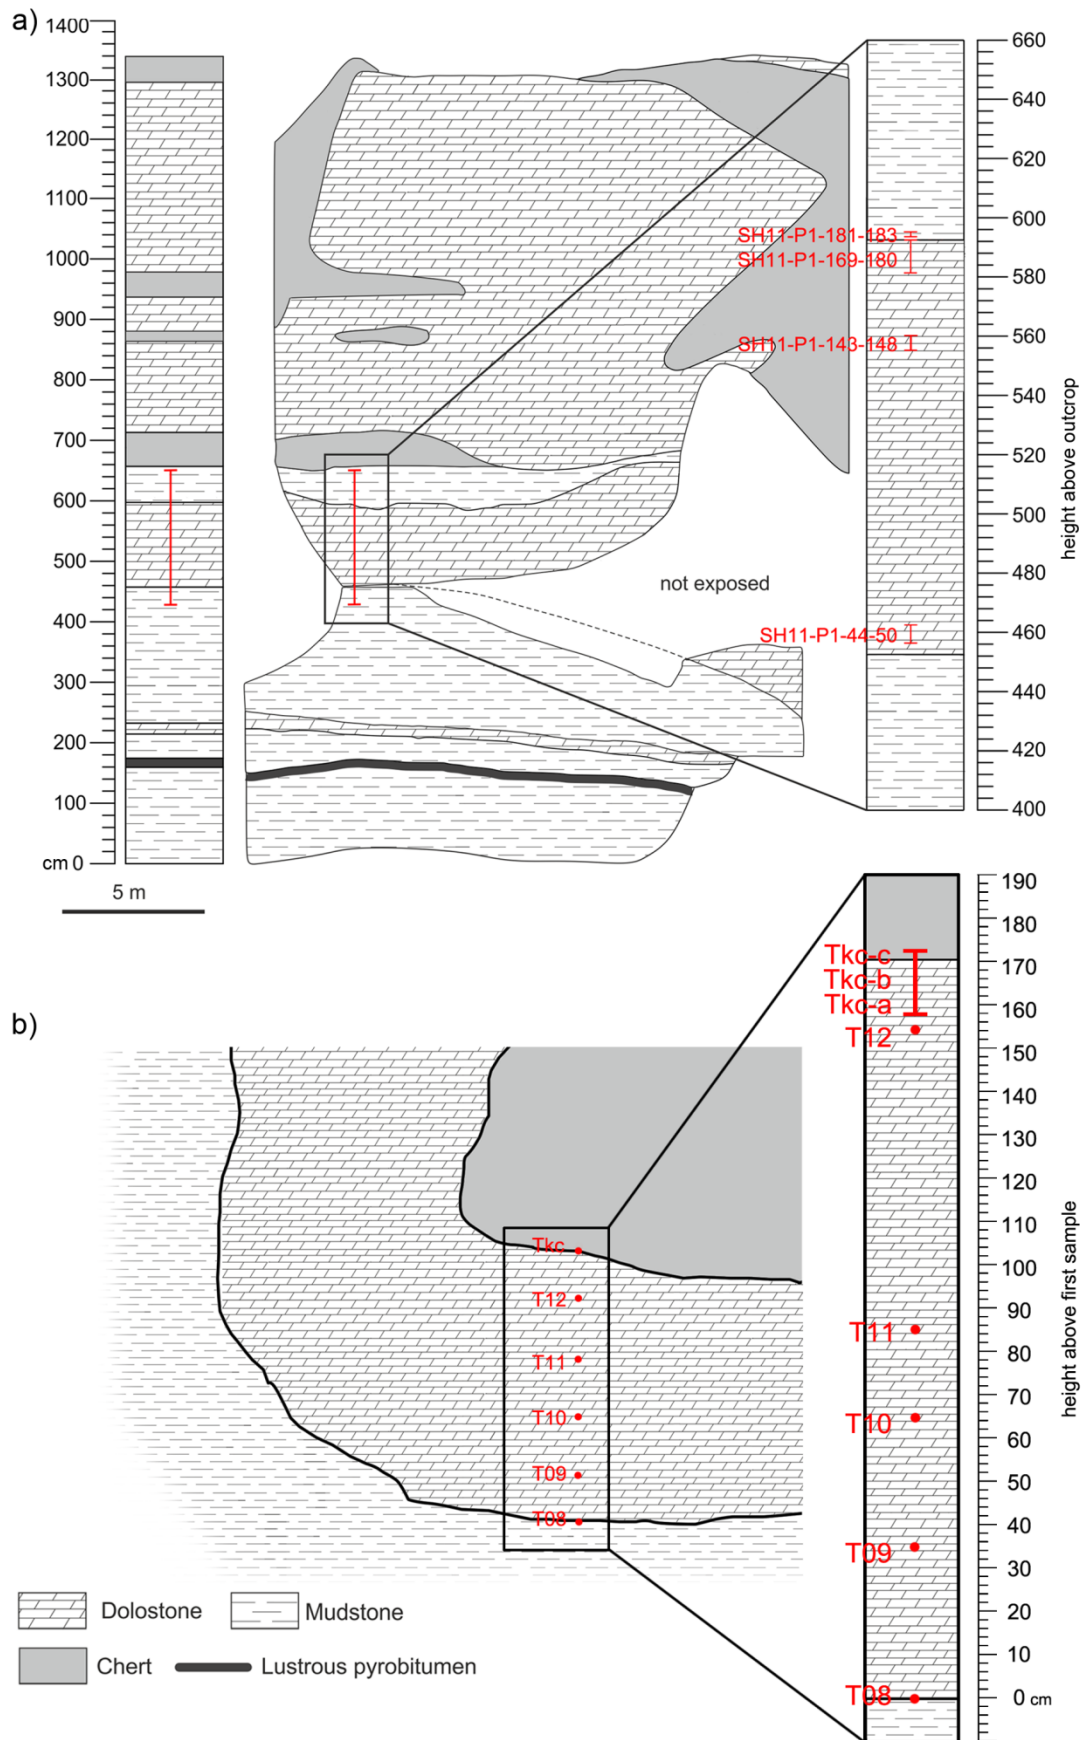 a)
1400
1300
1200
1100
1000
900
800
700
600
500
400
300
200
100
cm 0
5 m
not exposed
SH11-P1-181-183
SH11-P1-169-180
SH11-P1-143-148
SH11-P1-44-50
660
640
620
600
580
560
540
520
500
480
460
440
420
400
height above outcrop
b)
Tkc
T12
T11
T10
T09
T08
Tkc-c
Tkc-b
Tkc-a
T12
T11
T10
T09
T08
190
180
170
160
150
140
130
120
110
100
90
80
70
60
50
40
30
20
10
0 cm
height above first sample
Dolostone
Mudstone
Chert
Lustrous pyrobitumen